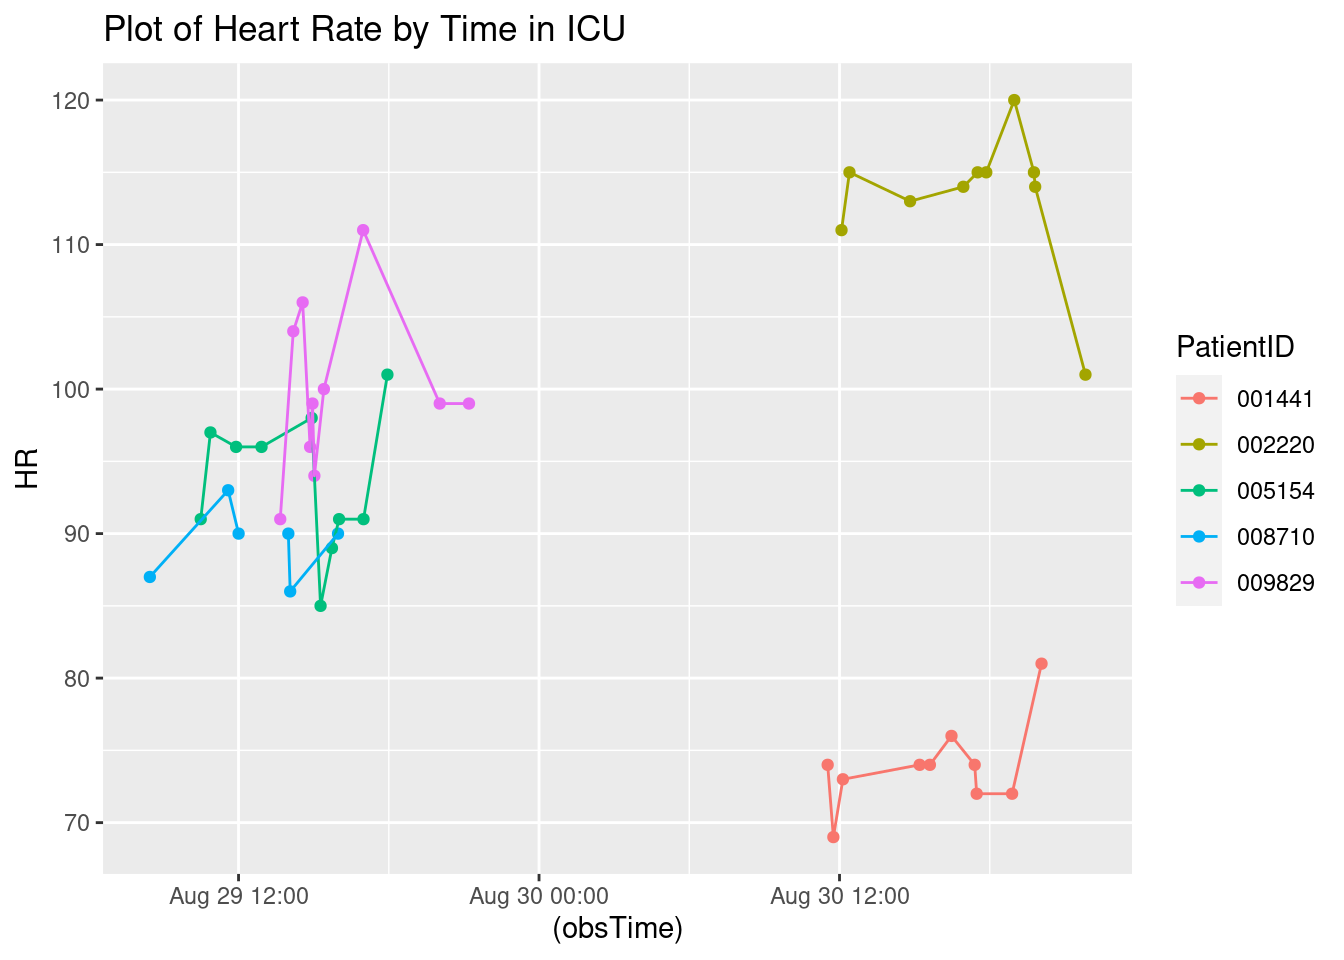 Plot of Heart Rate by Time in ICU
120
110
100
90
80
70
HR
Aug 29 12:00
Aug 30 00:00
Aug 30 12:00
(obsTime)
PatientID
001441
002220
005154
008710
009829